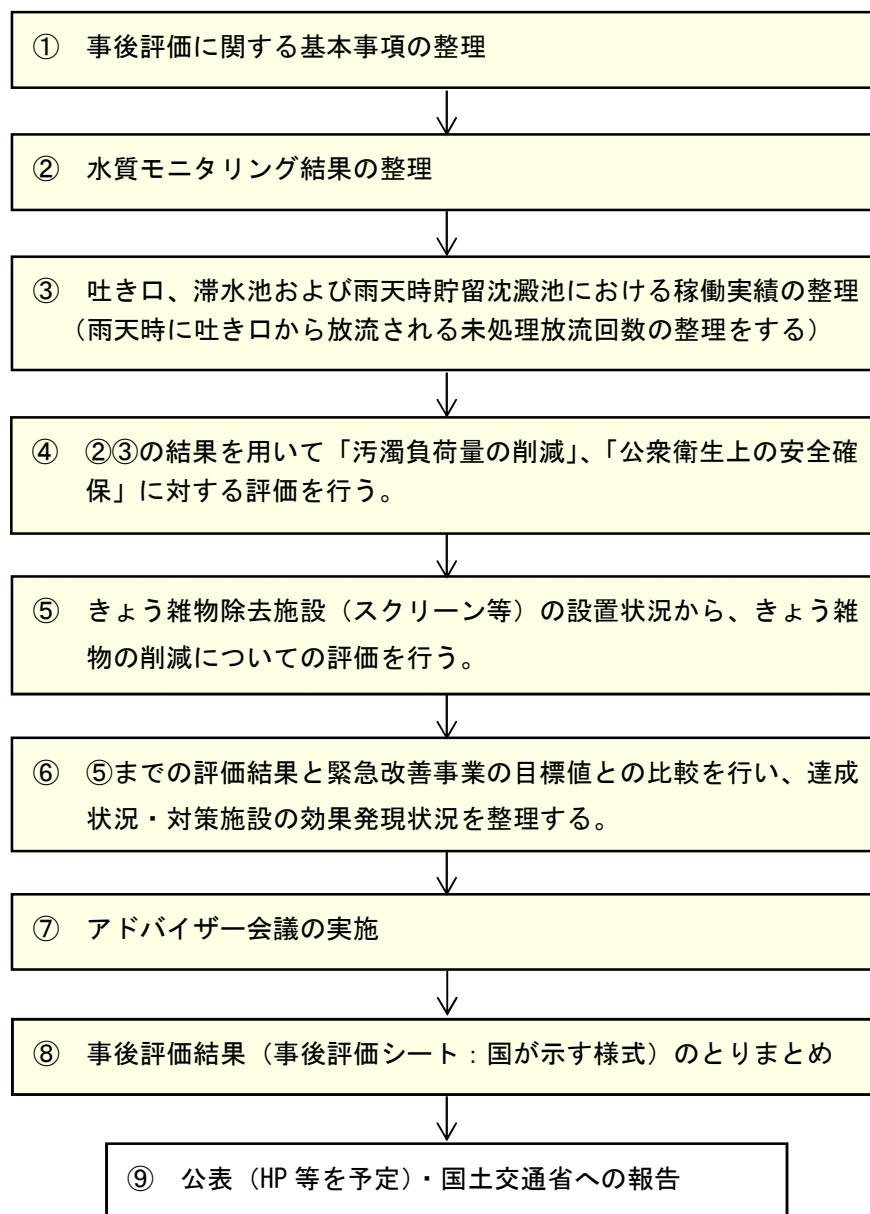 ① 事後評価に関する基本事項の整理
② 水質モニタリング結果の整理
③ 吐き口、滞水池および雨天時貯留沈澱池における稼働実績の整理
（雨天時に吐き口から放流される未処理放流回数の整理をする）
④ ②③の結果を用いて「汚濁負荷量の削減」、「公衆衛生上の安全確
保」に対する評価を行う。
⑤ きょう雑物除去施設（スクリーン等）の設置状況から、きょう雑
物の削減についての評価を行う。
⑥ ⑤までの評価結果と緊急改善事業の目標値との比較を行い、達成
状況・対策施設の効果発現状況を整理する。
⑦ アドバイザー会議の実施
⑧ 事後評価結果（事後評価シート：国が示す様式）のとりまとめ
⑨ 公表（HP 等を予定）・国土交通省への報告